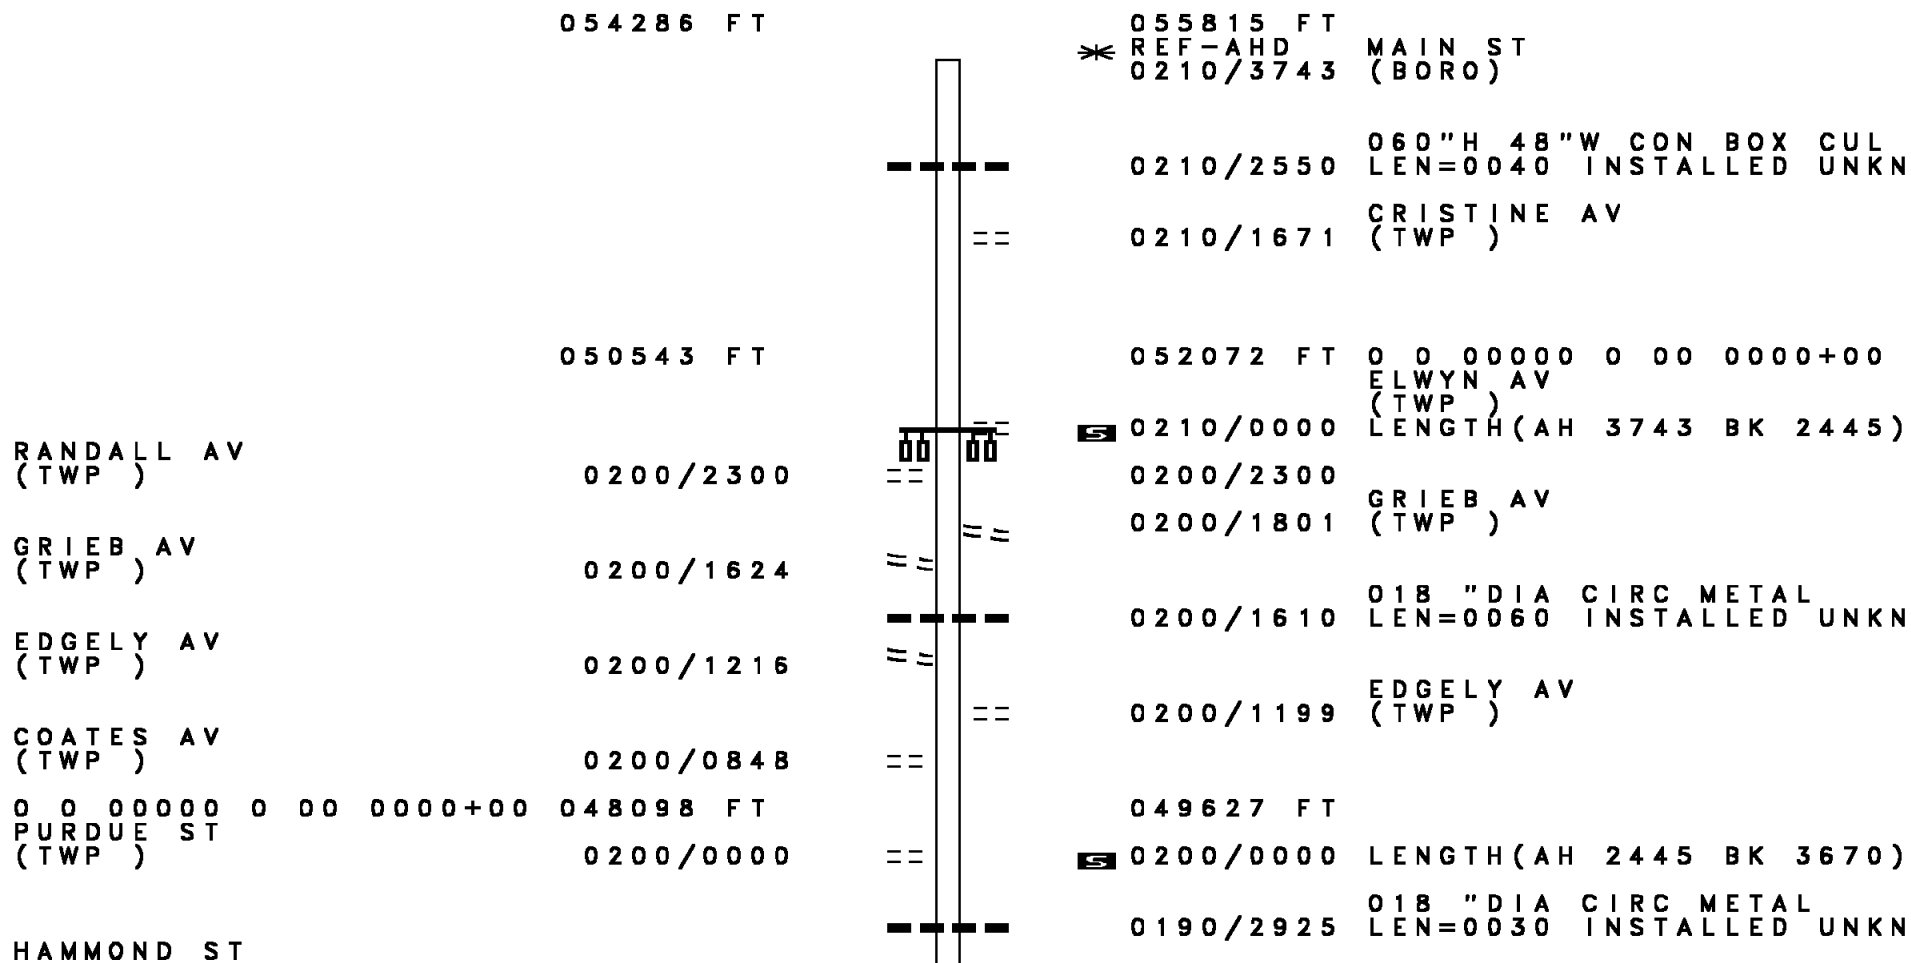 054286 FT 055815 FT
REF-AHD MAIN ST
0210/3743 (BORO)
060"H 48"W CON BOX CUL
0210/2550 LEN=0040 INSTALLED UNKN
CRISTINE AV
0210/1671 (TWP )
050543 FT 052072 FT 0 0 00000 0 00 0000+00
ELWYN AV
(TWP )
S 0210/0000 LENGTH(AH 3743 BK 2445)
RANDALL AV
(TWP ) 0200/2300 0200/2300
GRIEB AV
0200/1801 (TWP )
GRIEB AV
(TWP ) 0200/1624
018 "DIA CIRC METAL
0200/1610 LEN=0060 INSTALLED UNKN
EDGELY AV
(TWP ) 0200/1216
EDGELY AV
0200/1199 (TWP )
COATES AV
(TWP ) 0200/0848
0 0 00000 0 00 0000+00 048098 FT 049627 FT
PURDUE ST
(TWP ) 0200/0000 S 0200/0000 LENGTH(AH 2445 BK 3670)
018 "DIA CIRC METAL
0190/2925 LEN=0030 INSTALLED UNKN
HAMMOND ST